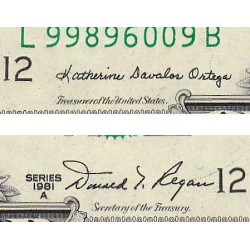 L 99896009 B
12 Katherine Davalos Ortega
Treasurer of the United States.
SERIES
1981
A
Donald T. Regan 12
Secretary of the Treasury.